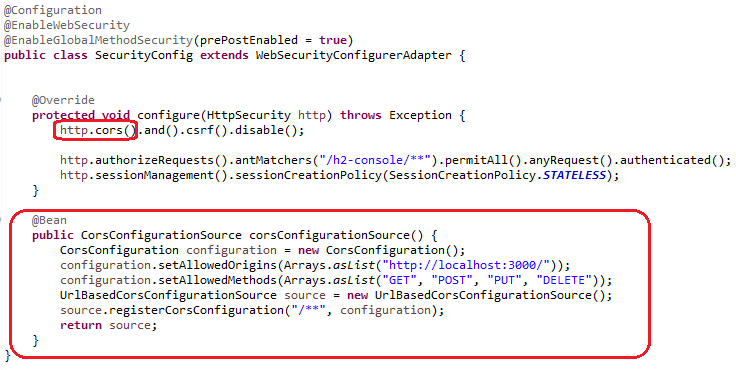 @Configuration
@EnableWebSecurity
@EnableGlobalMethodSecurity(prePostEnabled = true)
public class SecurityConfig extends WebSecurityConfigurerAdapter {
@Override
protected void configure(HttpSecurity http) throws Exception {
http.cors().and().csrf().disable();
http.authorizeRequests().antMatchers("/h2-console/**").permitAll().anyRequest().authenticated();
http.sessionManagement().sessionCreationPolicy(SessionCreationPolicy.STATELESS);
}
@Bean
public CorsConfigurationSource corsConfigurationSource() {
CorsConfiguration configuration = new CorsConfiguration();
configuration.setAllowedOrigins(Arrays.asList("http://localhost:3000/"));
configuration.setAllowedMethods(Arrays.asList("GET", "POST", "PUT", "DELETE"));
UrlBasedCorsConfigurationSource source = new UrlBasedCorsConfigurationSource();
source.registerCorsConfiguration("/**", configuration);
return source;
}
}